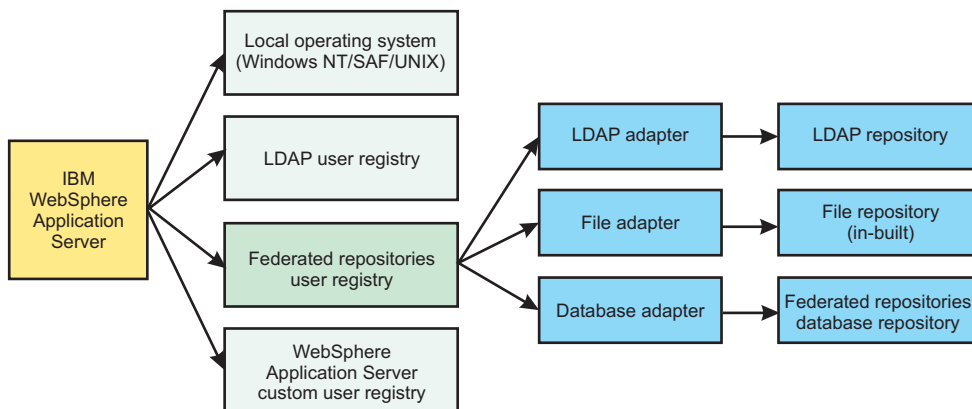 IBM
WebSphere
Application
Server
Local operating system
(Windows NT/SAF/UNIX)
LDAP user registry
Federated repositories
user registry
WebSphere
Application Server
custom user registry
LDAP adapter
File adapter
Database adapter
LDAP repository
File repository
(in-built)
Federated repositories
database repository